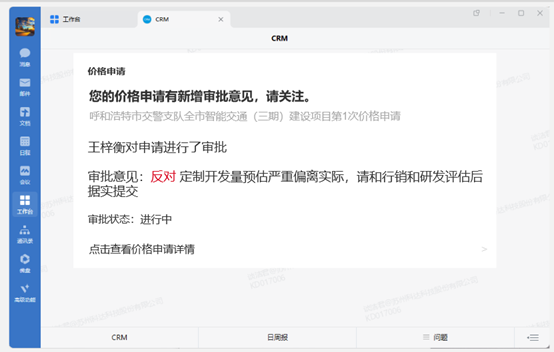 工作台
CRM
CRM
消息
邮件
文档
日程
会议
工作台
通讯录
高级功能
价格申请
您的价格申请有新增审批意见，请关注。
呼和浩特市交警支队全市智能交通（三期）建设项目第1次价格申请
王梓衡对申请进行了审批
审批意见：反对 定制开发量预估严重偏离实际，请和行销和研发评估后
据实提交
审批状态：进行中
点击查看价格申请详情
CRM
日周报
问题